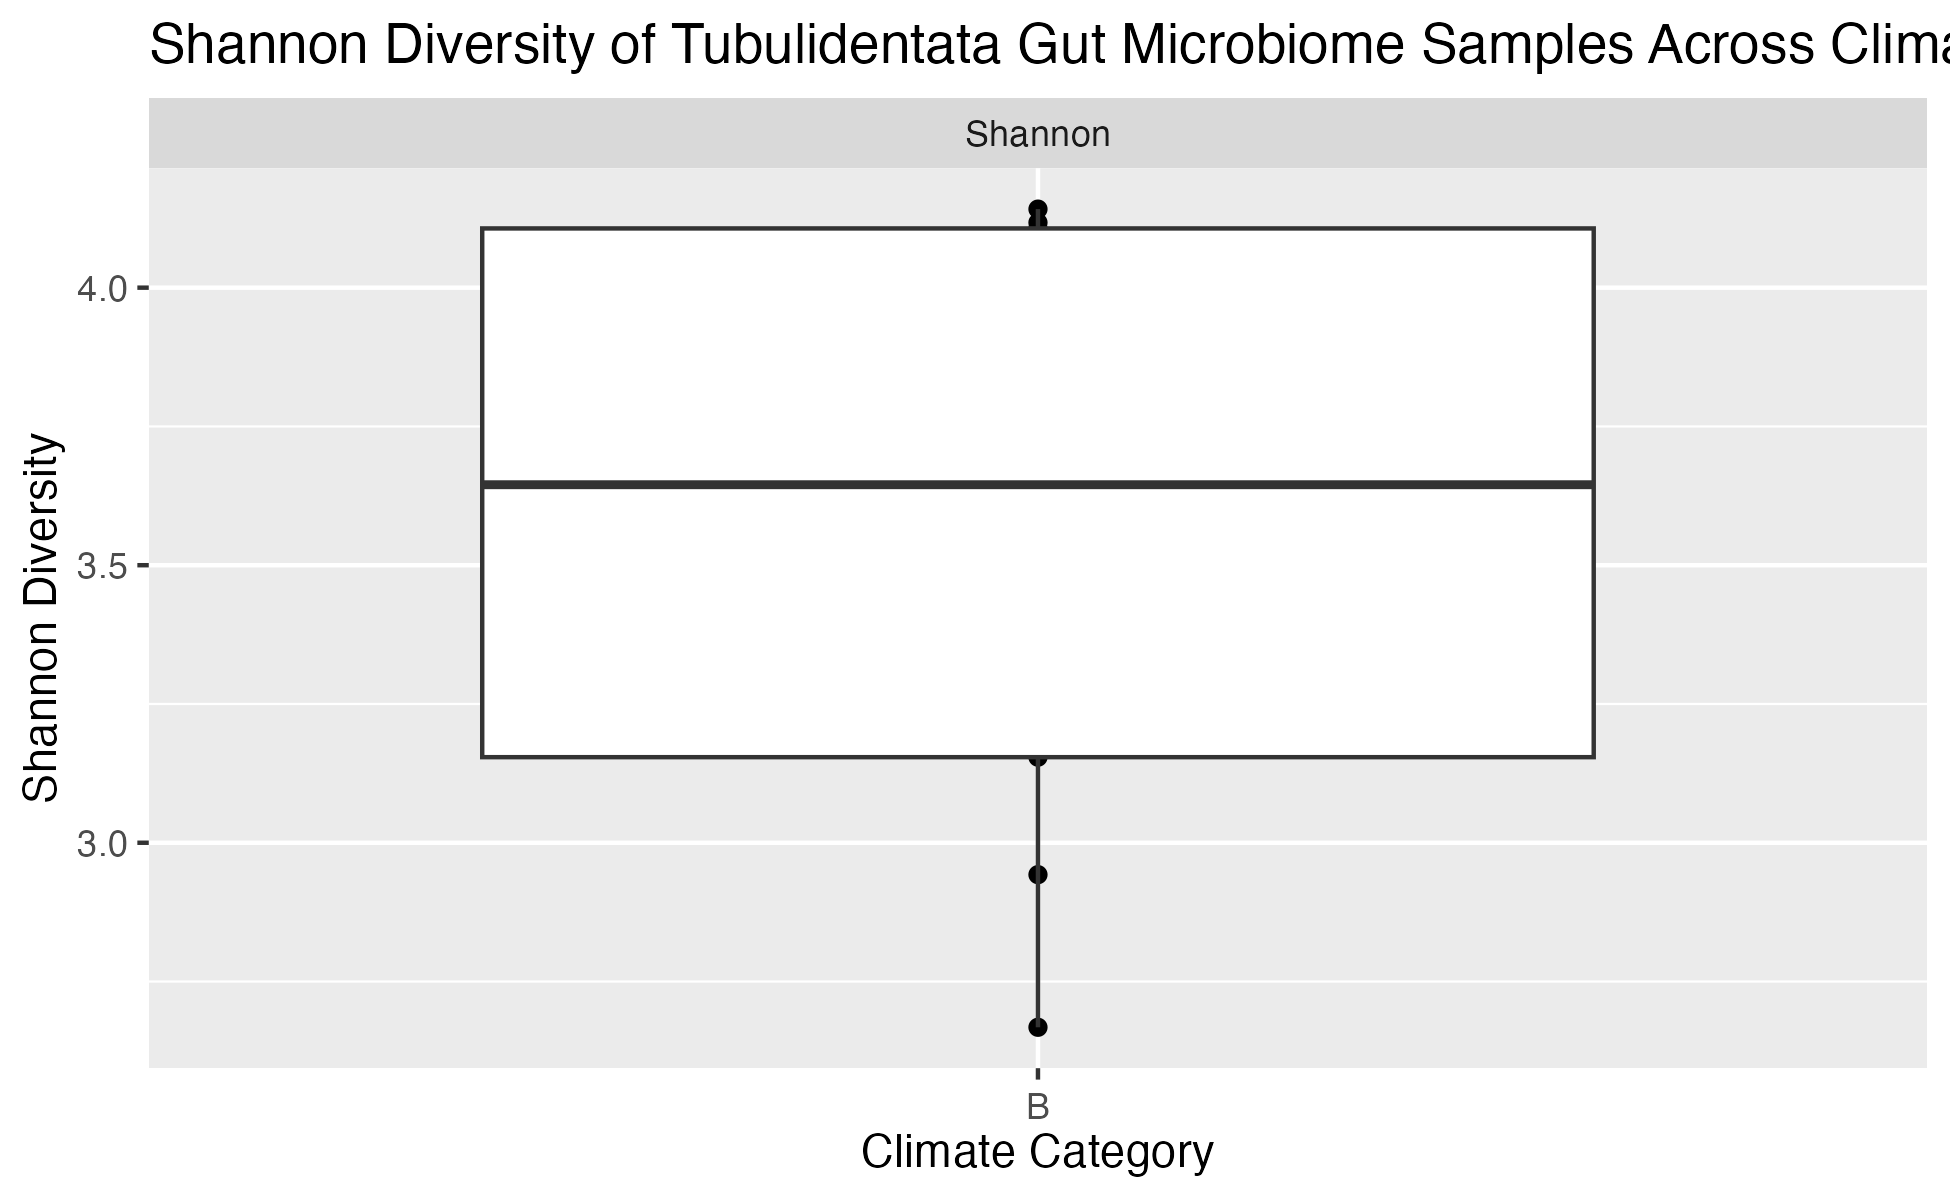 Shannon Diversity of Tubulidentata Gut Microbiome Samples Across Clima
Shannon
4.0
3.5
3.0
Shannon Diversity
B
Climate Category